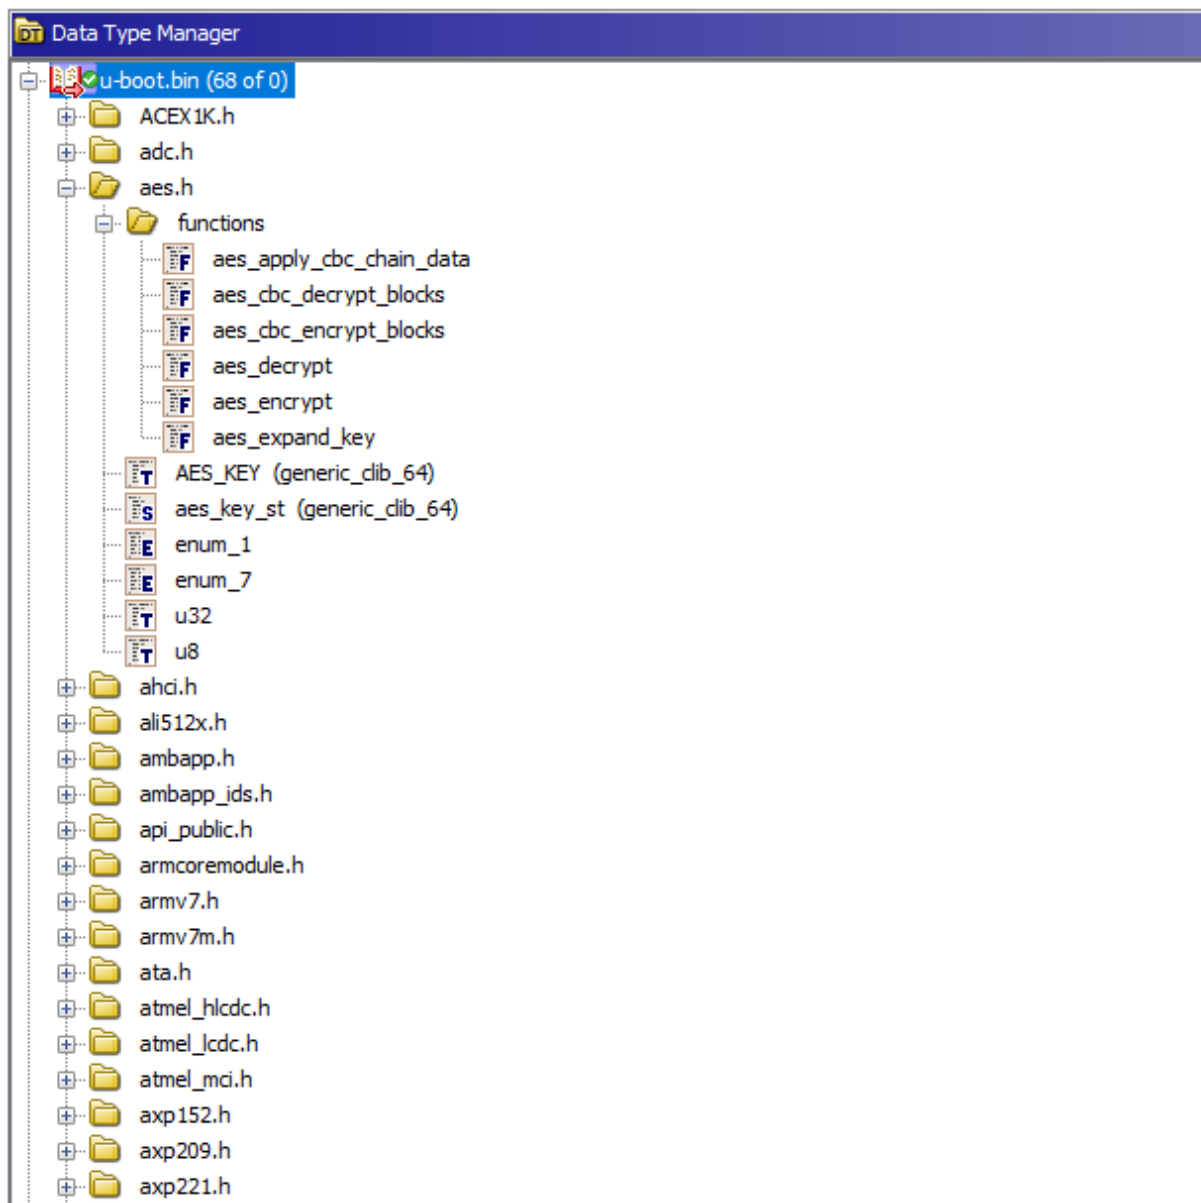 Data Type Manager
u-boot.bin (68 of 0)
ACEX1K.h
adc.h
aes.h
functions
aes_apply_cbc_chain_data
aes_cbc_decrypt_blocks
aes_cbc_encrypt_blocks
aes_decrypt
aes_encrypt
aes_expand_key
AES_KEY (generic_clib_64)
aes_key_st (generic_clib_64)
enum_1
enum_7
u32
u8
ahci.h
ali512x.h
ambapp.h
ambapp_ids.h
api_public.h
armcoremodule.h
armv7.h
armv7m.h
ata.h
atmel_hlcdc.h
atmel_lcdc.h
atmel_mci.h
axp152.h
axp209.h
axp221.h